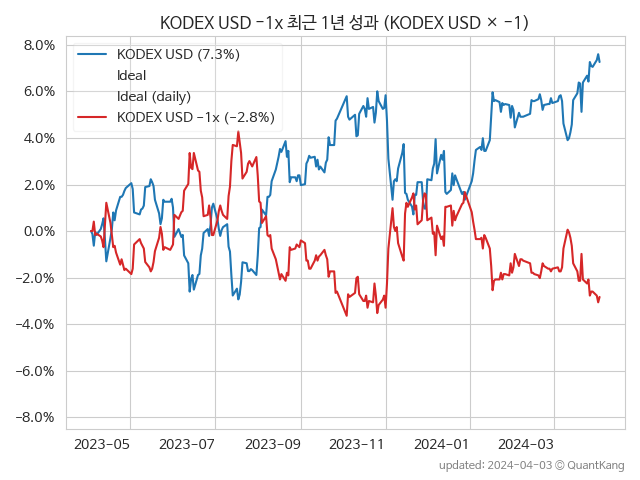 KODEX USD −1x 최근 1년 성과 (KODEX USD × −1)
8.0%
6.0%
4.0%
2.0%
0.0%
−2.0%
−4.0%
−6.0%
−8.0%
KODEX USD (7.3%)
Ideal
Ideal (daily)
KODEX USD −1x (−2.8%)
2023−05
2023−07
2023−09
2023−11
2024−01
2024−03
updated: 2024−04−03 © QuantKang